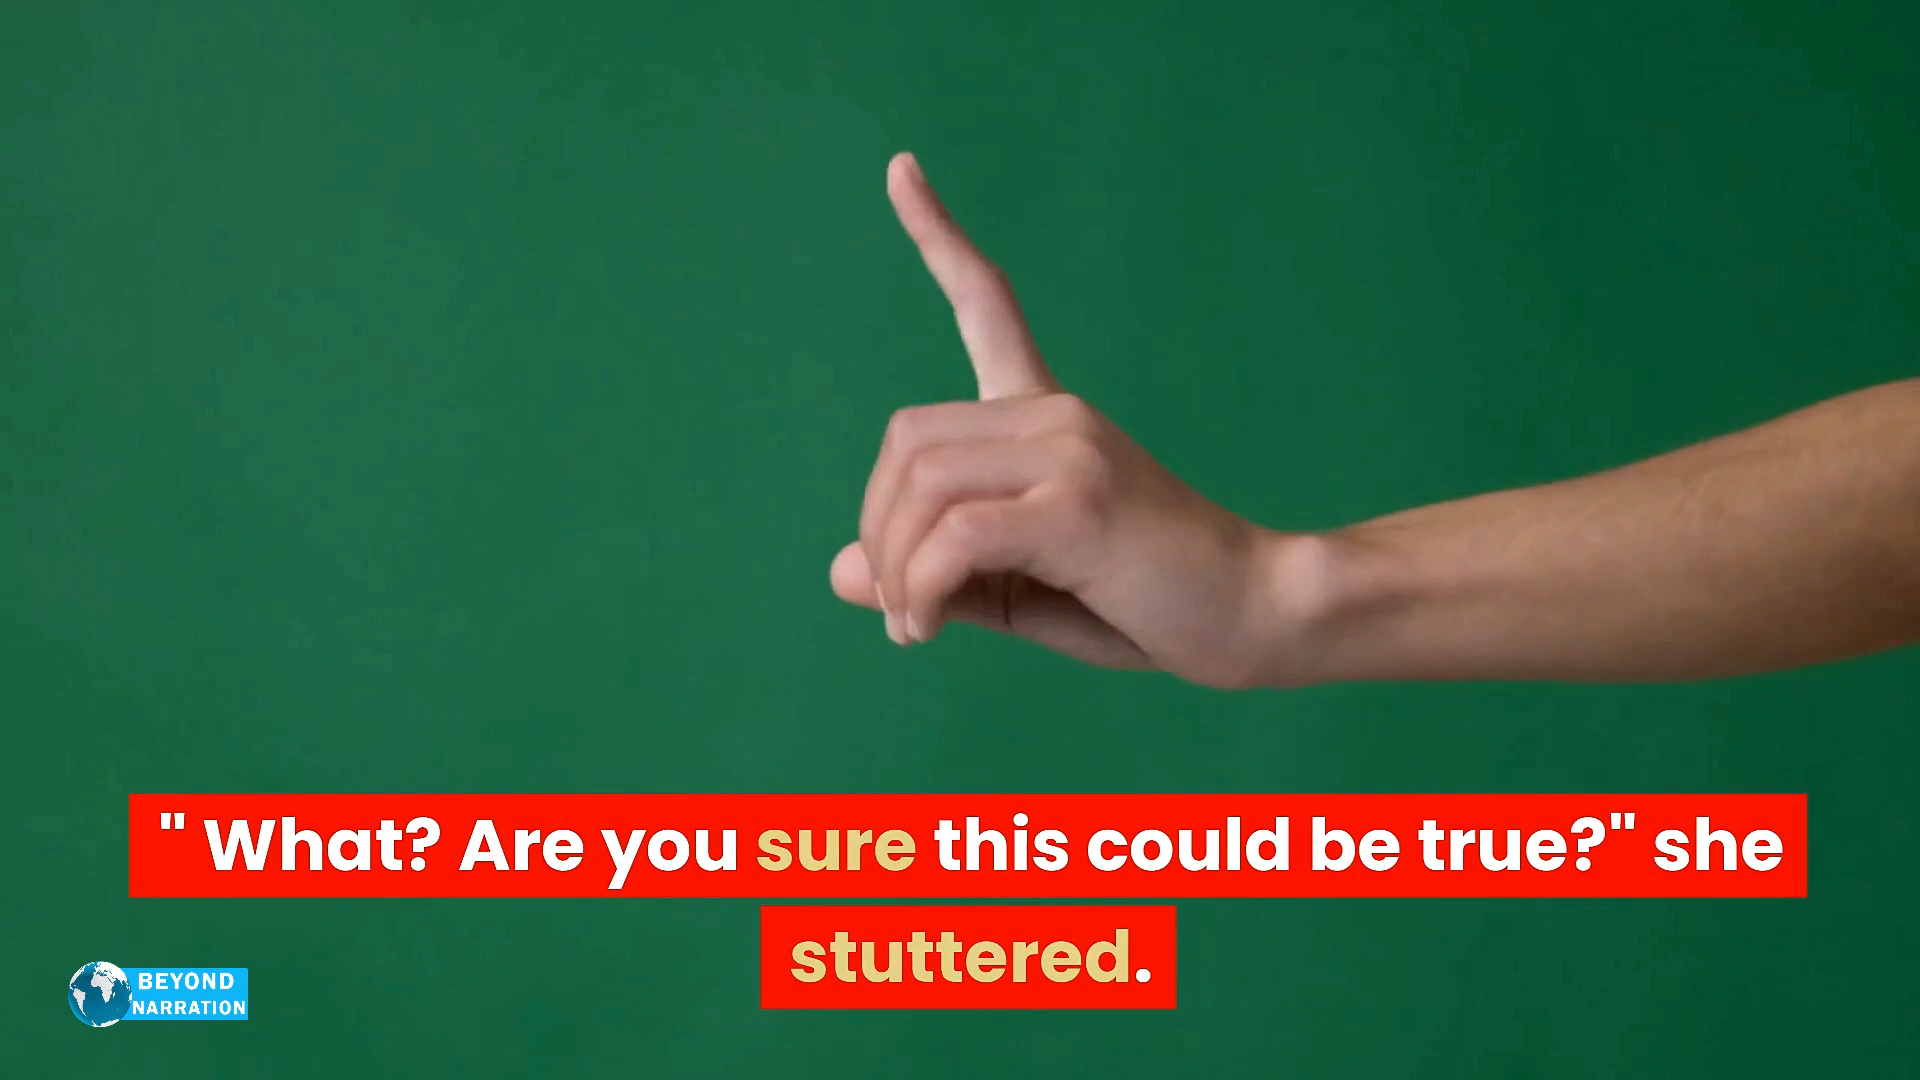 " What? Are you sure this could be true?" she
stuttered.
BEYOND
NARRATION